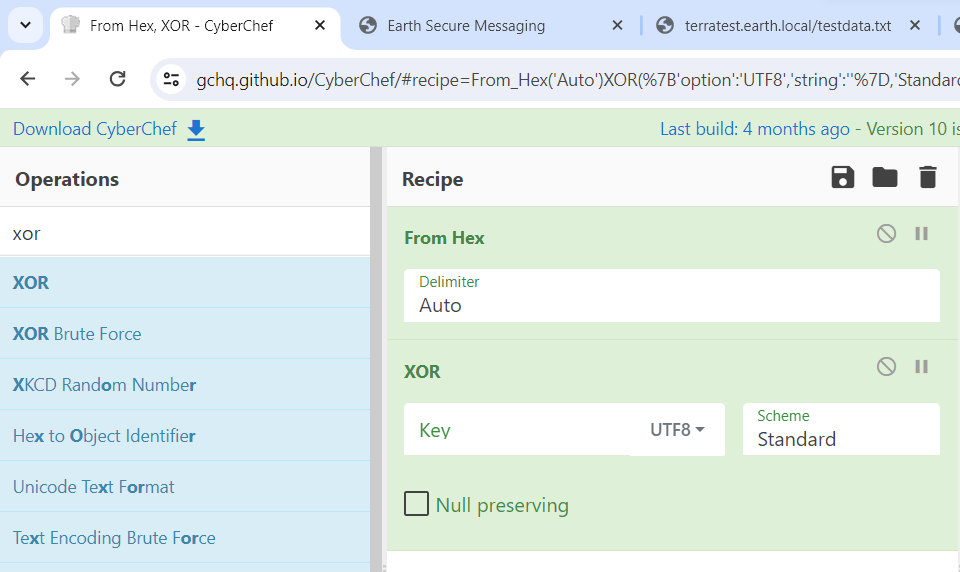 From Hex, XOR - CyberChef
Earth Secure Messaging
terratest.earth.local/testdata.txt
gchq.github.io/CyberChef/#recipe=From_Hex('Auto')XOR(%7B'option':'UTF8','string':''%7D,'Standard
Download CyberChef
Last build: 4 months ago - Version 10 is
Operations
Recipe
xor
From Hex
XOR
Delimiter
XOR Brute Force
Auto
XKCD Random Number
XOR
Hex to Object Identifier
Key
UTF8
Scheme
Standard
Unicode Text Format
Null preserving
Text Encoding Brute Force